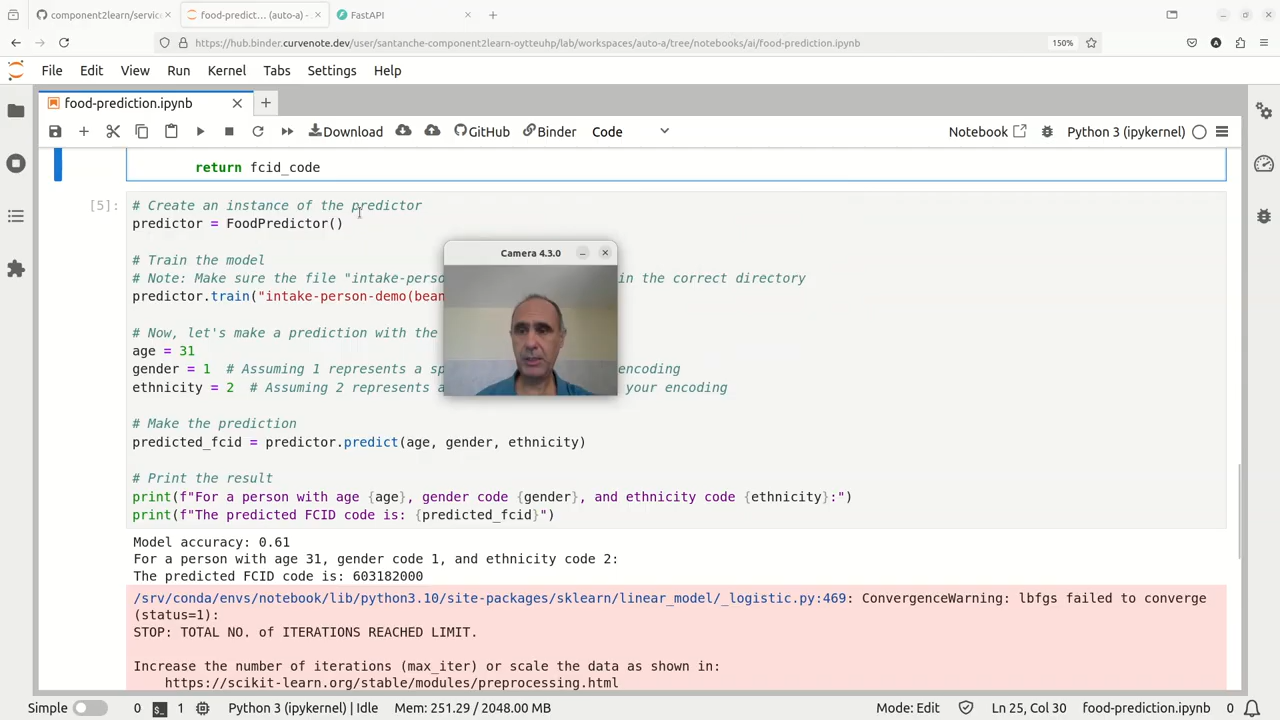 component2learn/servic
food-predict… (auto-a) -
FastAPI
https://hub.binder.curvenote.dev/user/santanche-component2learn-oytteuhp/lab/workspaces/auto-a/tree/notebooks/ai/food-prediction.ipynb
150%
File Edit View Run Kernel Tabs Settings Help
food-prediction.ipynb
Download GitHub Binder Code Notebook Python 3 (ipykernel)
return fcid_code
[5]:
# Create an instance of the predictor
predictor = FoodPredictor()
# Train the model
# Note: Make sure the file "intake-perso in the correct directory
predictor.train("intake-person-demo(bean
# Now, let's make a prediction with the
age = 31
gender = 1 # Assuming 1 represents a sp encoding
ethnicity = 2 # Assuming 2 represents a your encoding
# Make the prediction
predicted_fcid = predictor.predict(age, gender, ethnicity)
# Print the result
print(f"For a person with age {age}, gender code {gender}, and ethnicity code {ethnicity}:")
print(f"The predicted FCID code is: {predicted_fcid}")
Camera 4.3.0
Model accuracy: 0.61
For a person with age 31, gender code 1, and ethnicity code 2:
The predicted FCID code is: 603182000
/srv/conda/envs/notebook/lib/python3.10/site-packages/sklearn/linear_model/_logistic.py:469: ConvergenceWarning: lbfgs failed to converge
(status=1):
STOP: TOTAL NO. of ITERATIONS REACHED LIMIT.
Increase the number of iterations (max_iter) or scale the data as shown in:
https://scikit-learn.org/stable/modules/preprocessing.html
Simple 0 1 Python 3 (ipykernel) | Idle Mem: 251.29 / 2048.00 MB Mode: Edit Ln 25, Col 30 food-prediction.ipynb 0